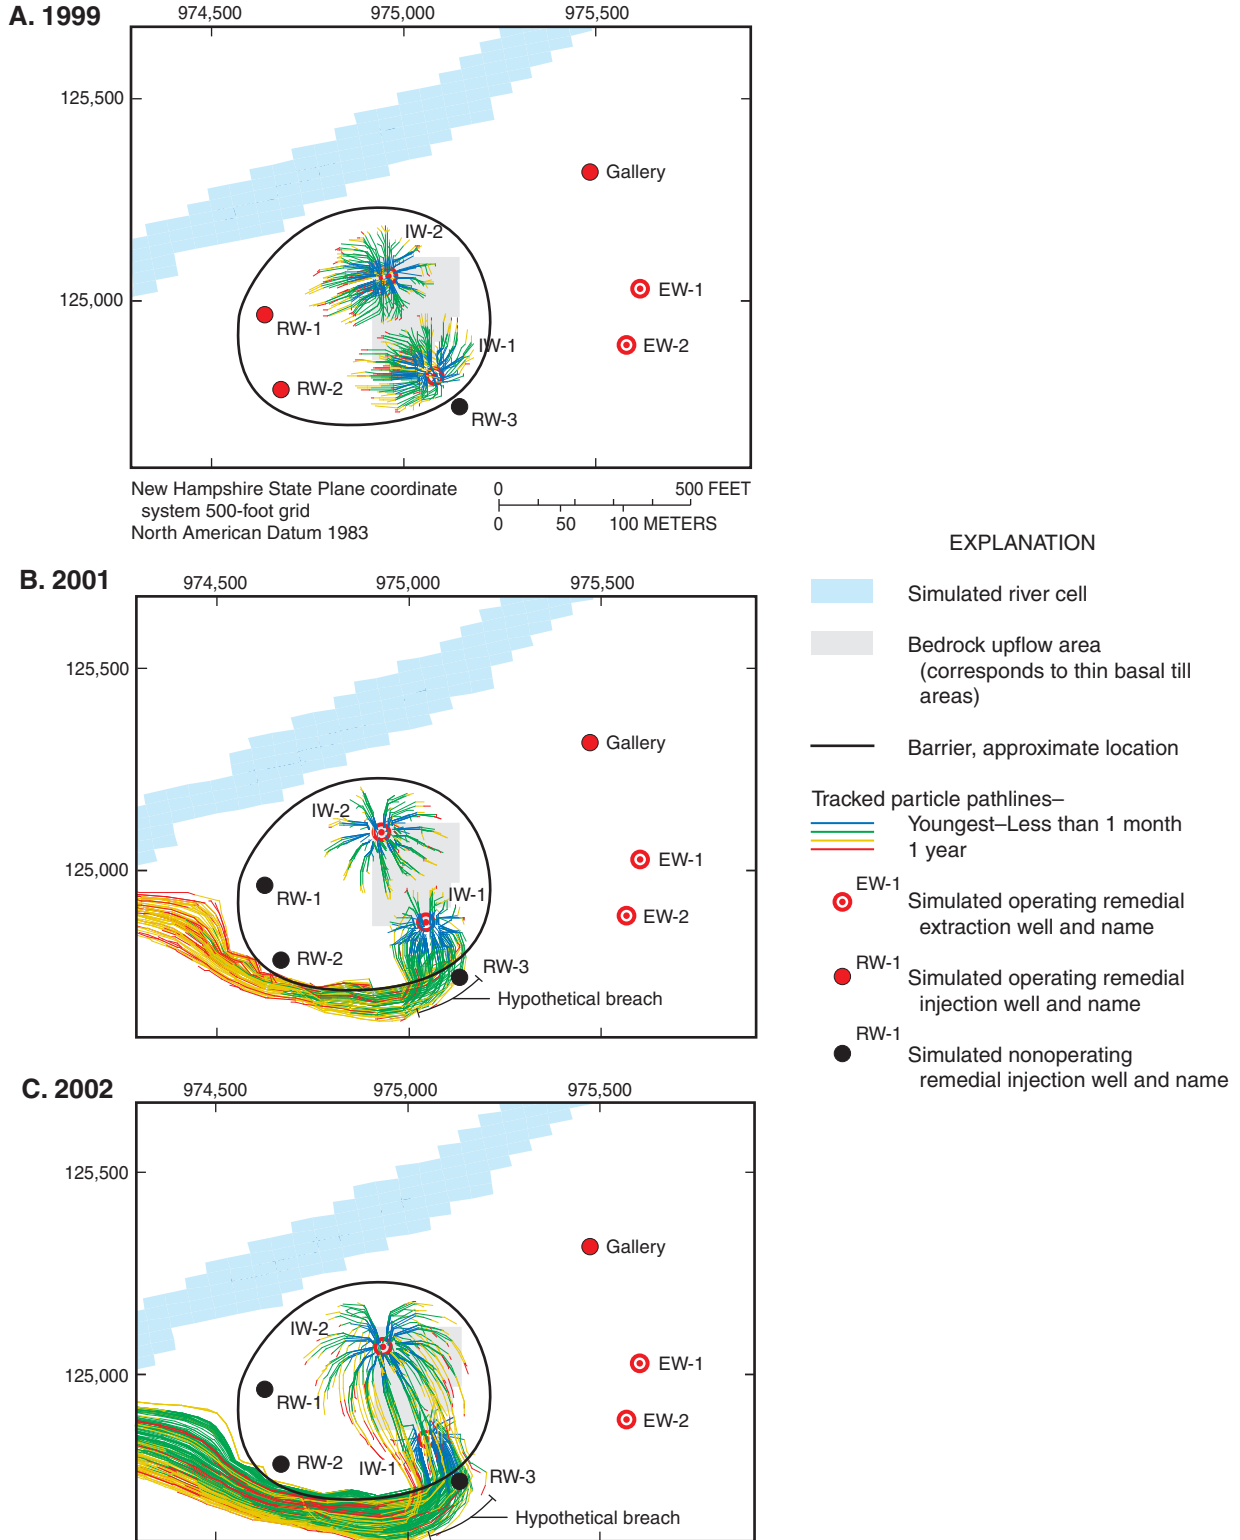 A. 1999
974,500
975,000
975,500
125,500
125,000
Gallery
IW-2
EW-1
RW-1
IW-1
EW-2
RW-2
RW-3
New Hampshire State Plane coordinate
system 500-foot grid
North American Datum 1983
0
500 FEET
0
50
100 METERS
B. 2001
974,500
975,000
975,500
125,500
125,000
Gallery
IW-2
EW-1
RW-1
IW-1
EW-2
RW-2
RW-3
Hypothetical breach
C. 2002
974,500
975,000
975,500
125,500
125,000
Gallery
IW-2
EW-1
RW-1
EW-2
RW-2
IW-1
RW-3
Hypothetical breach
EXPLANATION
Simulated river cell
Bedrock upflow area
(corresponds to thin basal till
areas)
Barrier, approximate location
Tracked particle pathlines–
Youngest–Less than 1 month
1 year
EW-1
Simulated operating remedial
extraction well and name
RW-1
Simulated operating remedial
injection well and name
RW-1
Simulated nonoperating
remedial injection well and name